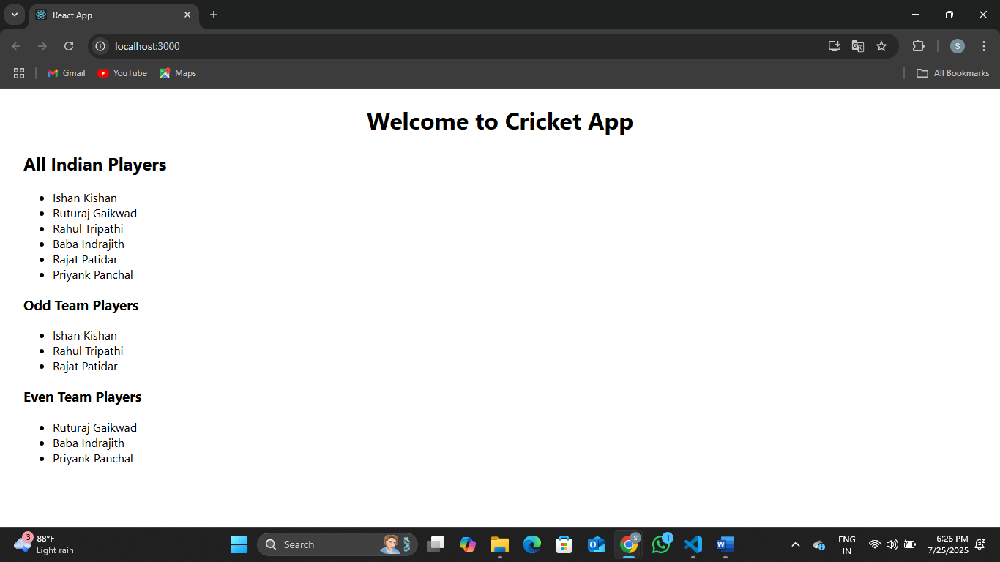 React App
localhost:3000
Gmail
YouTube
Maps
All Bookmarks
S
Welcome to Cricket App
All Indian Players
Ishan Kishan
Ruturaj Gaikwad
Rahul Tripathi
Baba Indrajith
Rajat Patidar
Priyank Panchal
Odd Team Players
Ishan Kishan
Rahul Tripathi
Rajat Patidar
Even Team Players
Ruturaj Gaikwad
Baba Indrajith
Priyank Panchal
3
88°F
Light rain
Search
S
1
W
ENG
IN
6:26 PM
7/25/2025